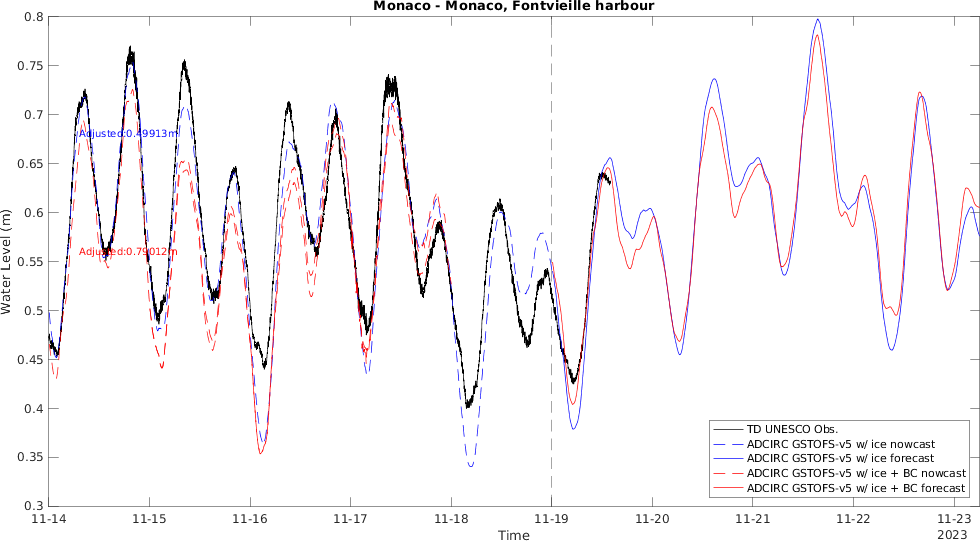 Monaco - Monaco, Fontvieille harbour
Water Level (m)
0.8
0.75
0.7
0.65
0.6
0.55
0.5
0.45
0.4
0.35
0.3
Adjusted:0.49913m
Adjusted:0.79012m
TD UNESCO Obs.
ADCIRC GSTOFS-v5 w/ ice nowcast
ADCIRC GSTOFS-v5 w/ ice forecast
ADCIRC GSTOFS-v5 w/ ice + BC nowcast
ADCIRC GSTOFS-v5 w/ ice + BC forecast
11-14 11-15 11-16 11-17 11-18 11-19 11-20 11-21 11-22 11-23
2023
Time